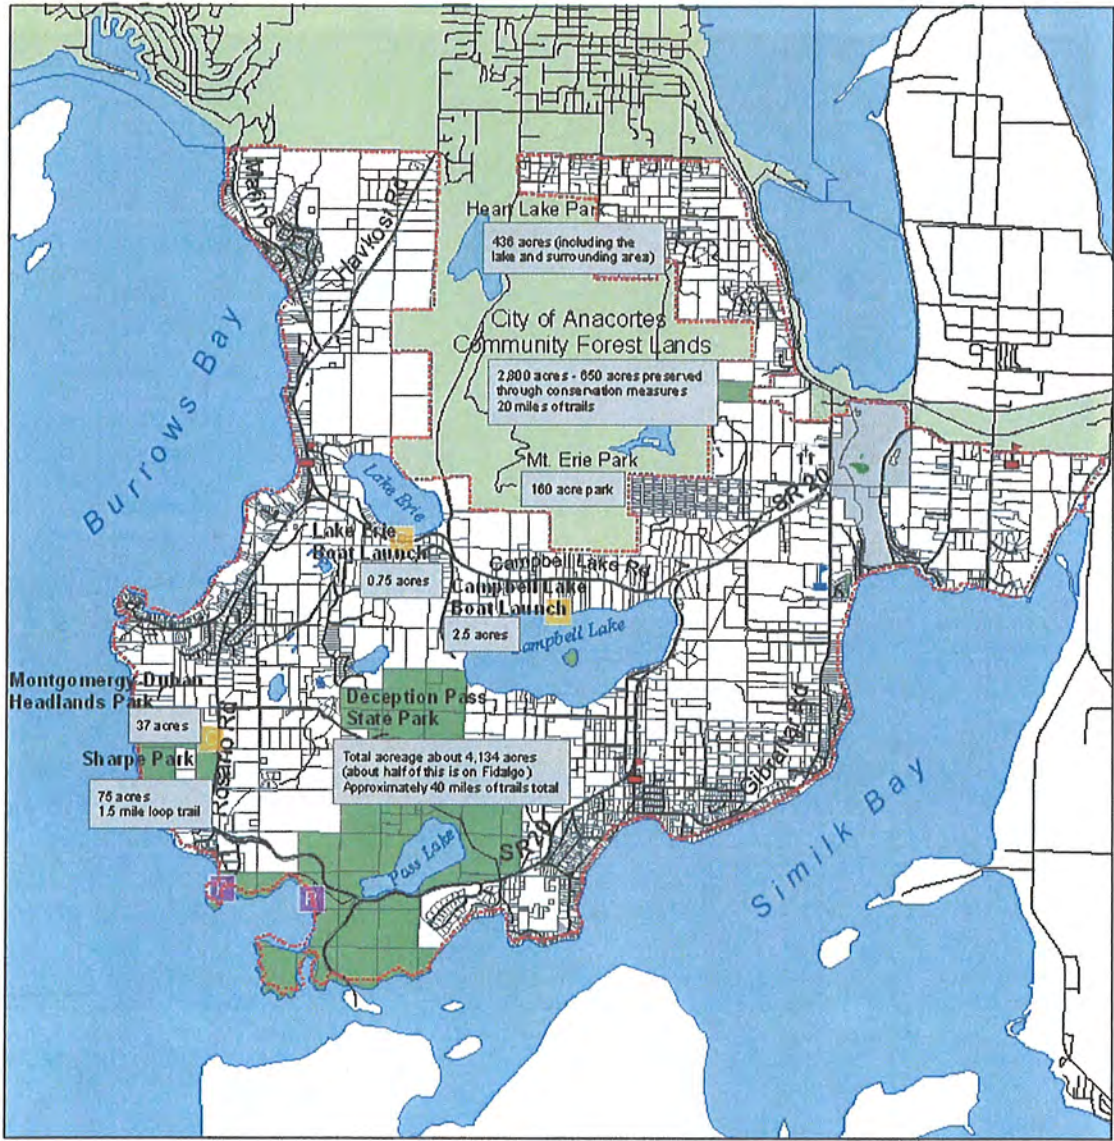 Marine Dr
Havkost Rd
Heart Lake Park
436 acres (including the
lake and surrounding area)
City of Anacortes
Community Forest Lands
2,800 acres - 650 acres preserved
through conservation measures
20 miles of trails
Burrows Bay
Mt. Erie Park
160 acre park
SR 20
Lake Erie
Lake Erie
Boat Launch
0.75 acres
Campbell Lake Rd
Campbell Lake
Boat Launch
2.5 acres
Campbell Lake
Montgomergy-Duban
Headlands Park
37 acres
Deception Pass
State Park
Rosario Rd
Sharpe Park
75 acres
1.5 mile loop trail
Total acreage about 4,134 acres
(about half of this is on Fidalgo)
Approximately 40 miles of trails total
Gibraltar Rd
Similk Bay
SR20
Pass Lake